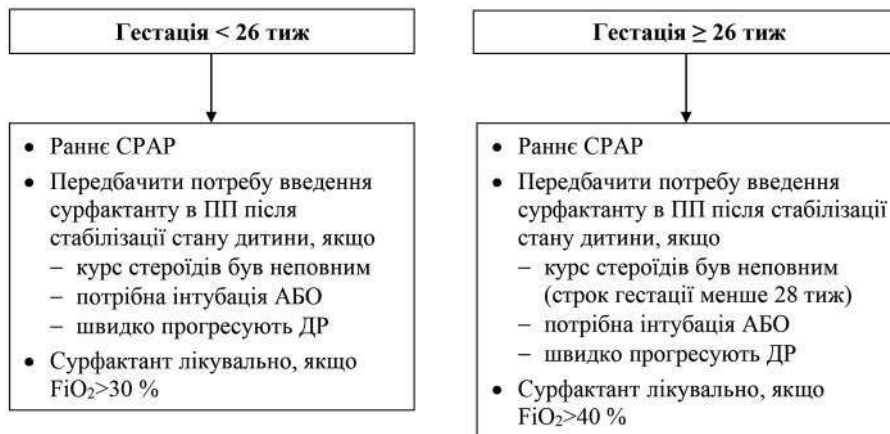 Гестація < 26 тиж
• Раннє СРАР
• Передбачити потребу введення
сурфактанту в ПП після
стабілізації стану дитини, якщо
– курс стероїдів був неповним
– потрібна інтубація АБО
– швидко прогресують ДР
• Сурфактант лікувально, якщо
FiO₂>30 %
Гестація ≥ 26 тиж
• Раннє СРАР
• Передбачити потребу введення
сурфактанту в ПП після стабілізації
стану дитини, якщо
– курс стероїдів був неповним
(строк гестації менше 28 тиж)
– потрібна інтубація АБО
– швидко прогресують ДР
• Сурфактант лікувально, якщо
FiO₂>40 %